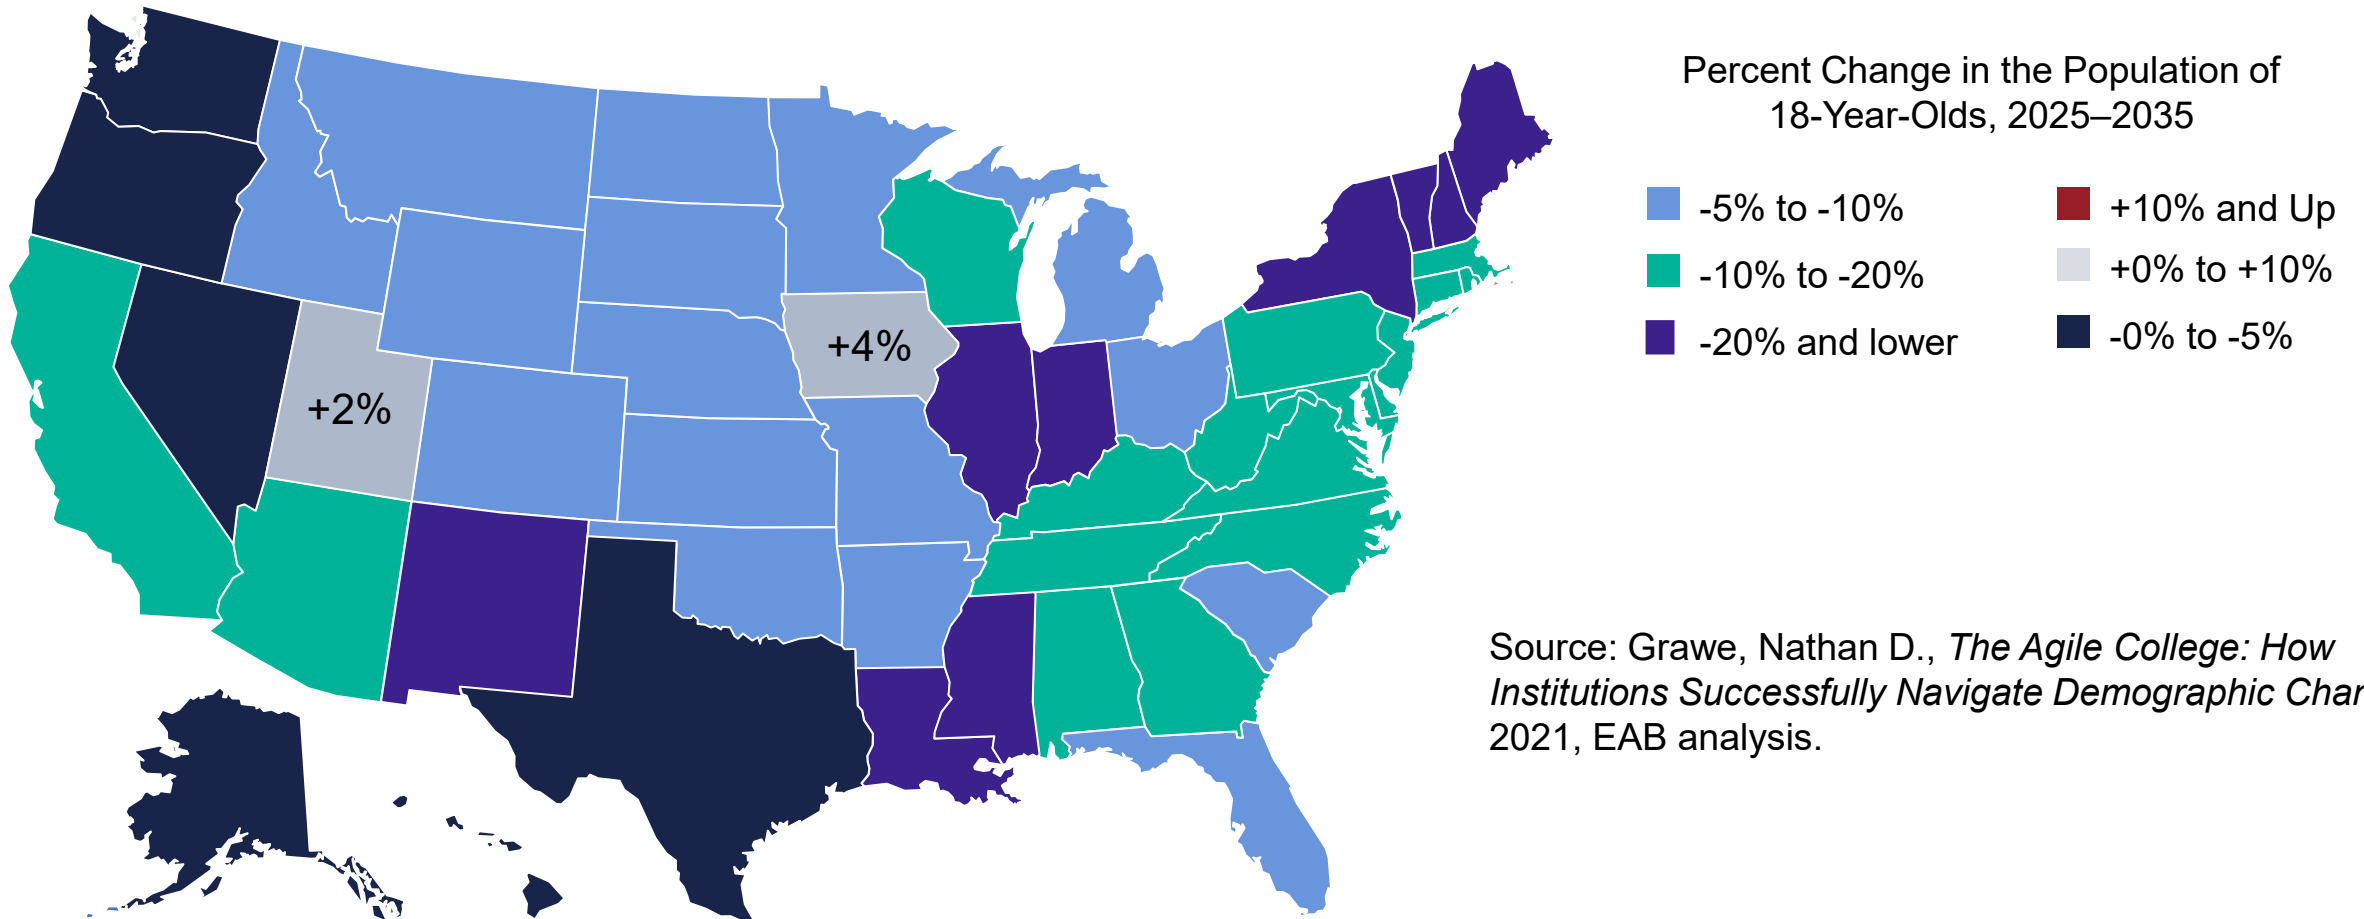 Percent Change in the Population of
18-Year-Olds, 2025–2035
-5% to -10%
+10% and Up
-10% to -20%
+0% to +10%
-20% and lower
-0% to -5%
+4%
+2%
Source: Grawe, Nathan D., The Agile College: How
Institutions Successfully Navigate Demographic
2021, EAB analysis.